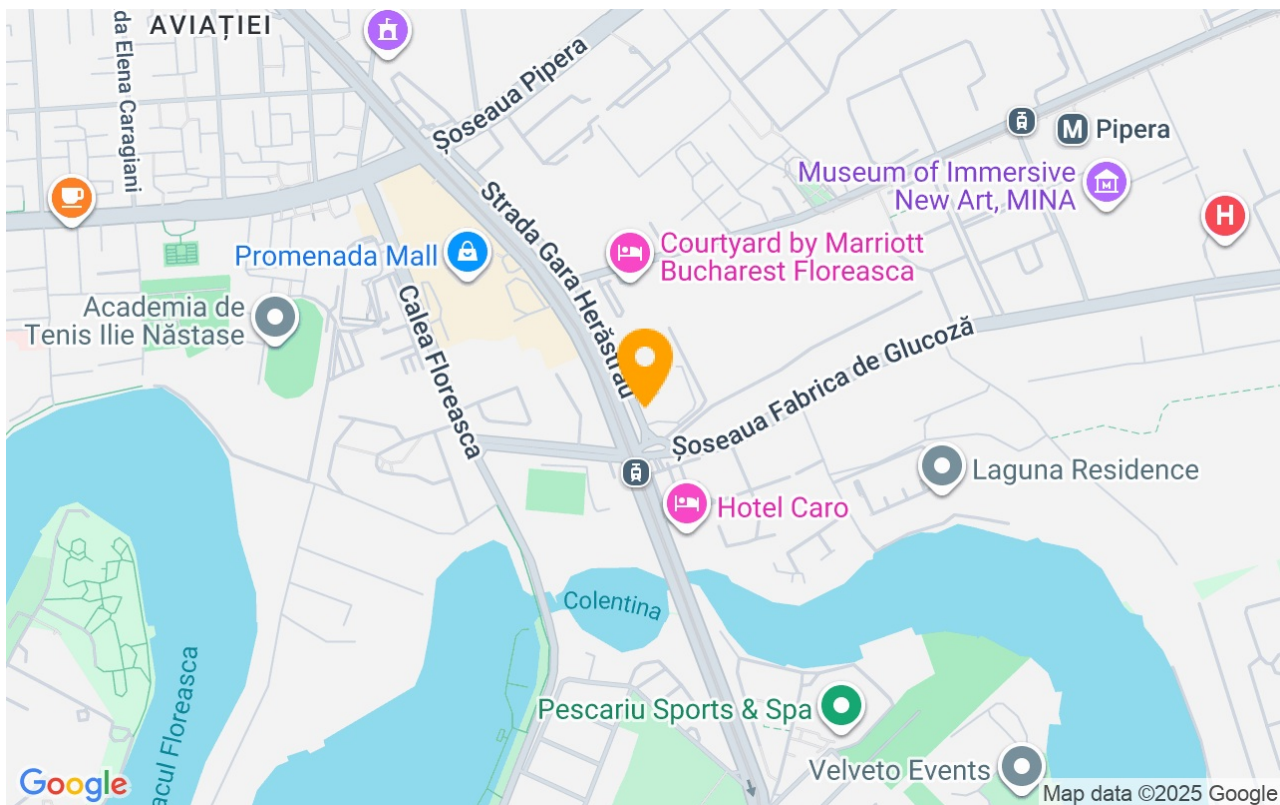 AVIAȚIEI
da Elena Caragiani
Șoseaua Pipera
M Pipera
Museum of Immersive
New Art, MINA
H
Strada Gara Herăstrău
Promenada Mall
Courtyard by Marriott
Bucharest Floreasca
Academia de
Tenis Ilie Năstase
Calea Floreasca
Șoseaua Fabrica de Glucoză
Laguna Residence
Hotel Caro
Colentina
acul Floreasca
Pescariu Sports & Spa
Velveto Events
Google
Map data ©2025 Google